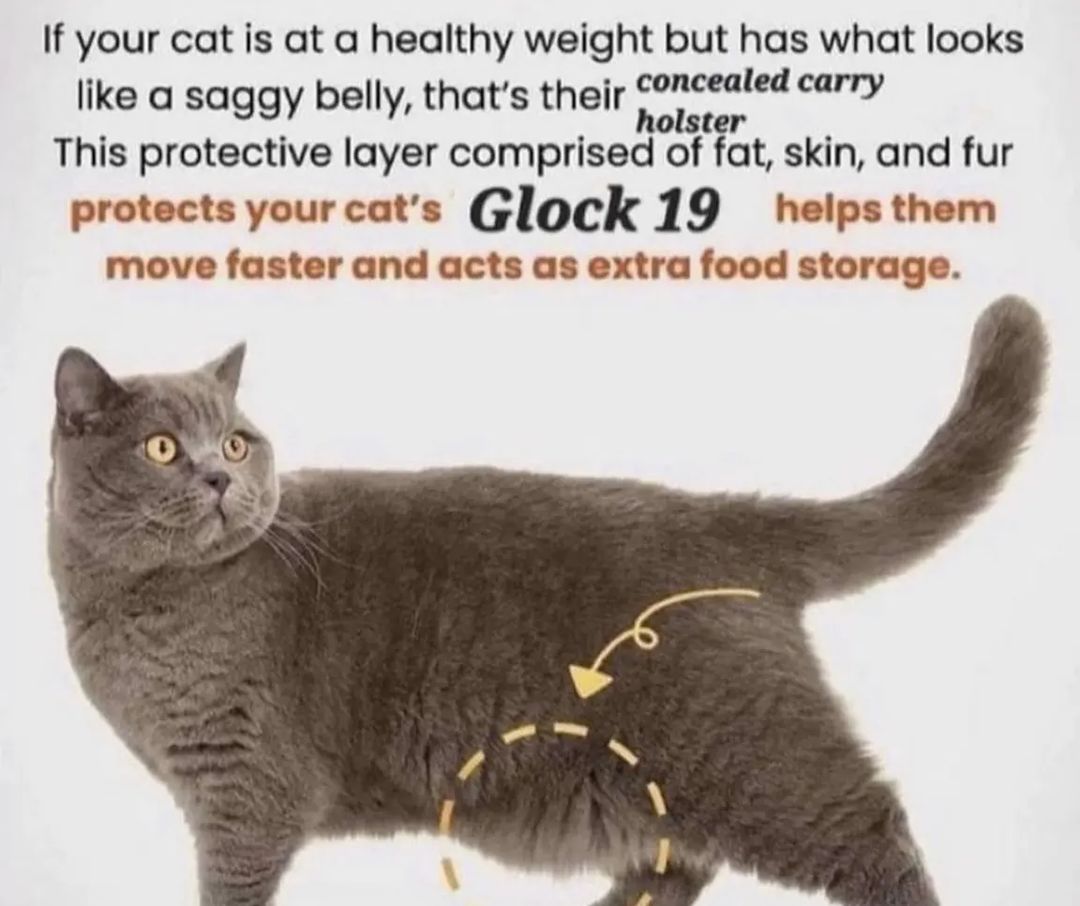 If your cat is at a healthy weight but has what looks
like a saggy belly, that's their concealed carry
holster
This protective layer comprised of fat, skin, and fur
protects your cat's Glock 19 helps them
move faster and acts as extra food storage.